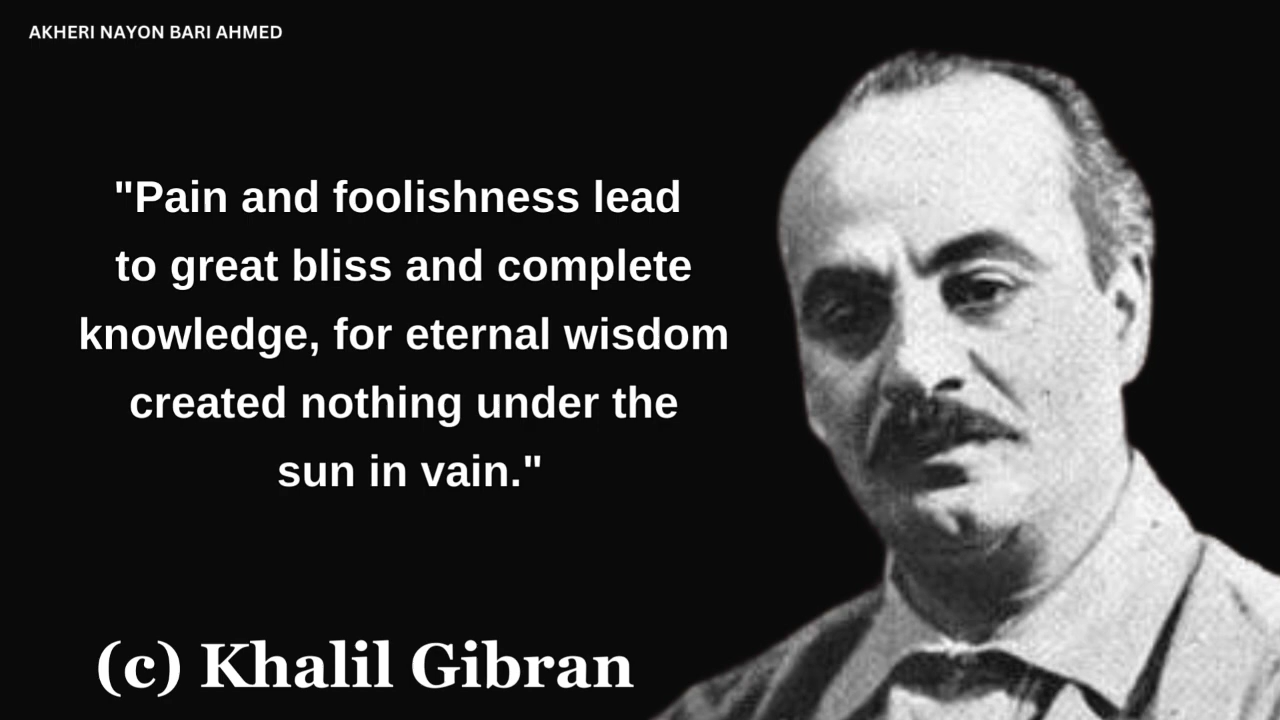 AKHERI NAYON BARI AHMED
"Pain and foolishness lead
to great bliss and complete
knowledge, for eternal wisdom
created nothing under the
sun in vain."
(c) Khalil Gibran